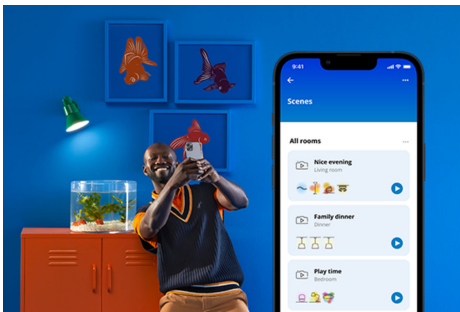 9:41
Scenes
All rooms
Nice evening
Living room
Family dinner
Dinner
Play time
Bedroom